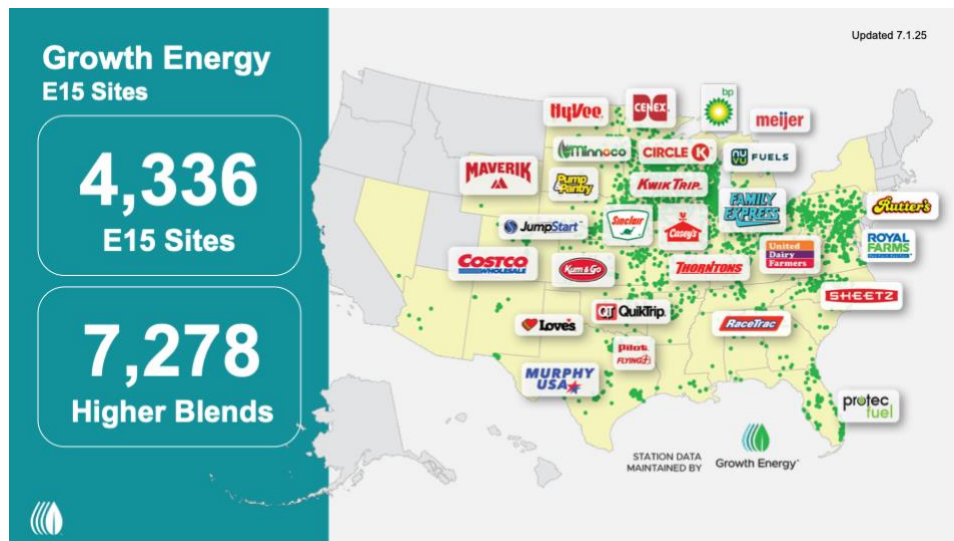 Updated 7.1.25
Growth Energy
E15 Sites
4,336
E15 Sites
7,278
Higher Blends
HyVee
CENEX
bp
meijer
Minnoco
CIRCLE K
NUVU FUELS
MAVERIK
Pump & Pantry
KWIK TRIP
FAMILY EXPRESS
Rutter's
JumpStart
Sinclair
Casey's
United Dairy Farmers
ROYAL FARMS
COSTCO
WHOLESALE
Kum & Go
THORNTONS
SHEETZ
Love's
QT QuikTrip
RaceTrac
Pilot
FLYING J
MURPHY
USA
protec
fuel
STATION DATA
MAINTAINED BY
Growth Energy